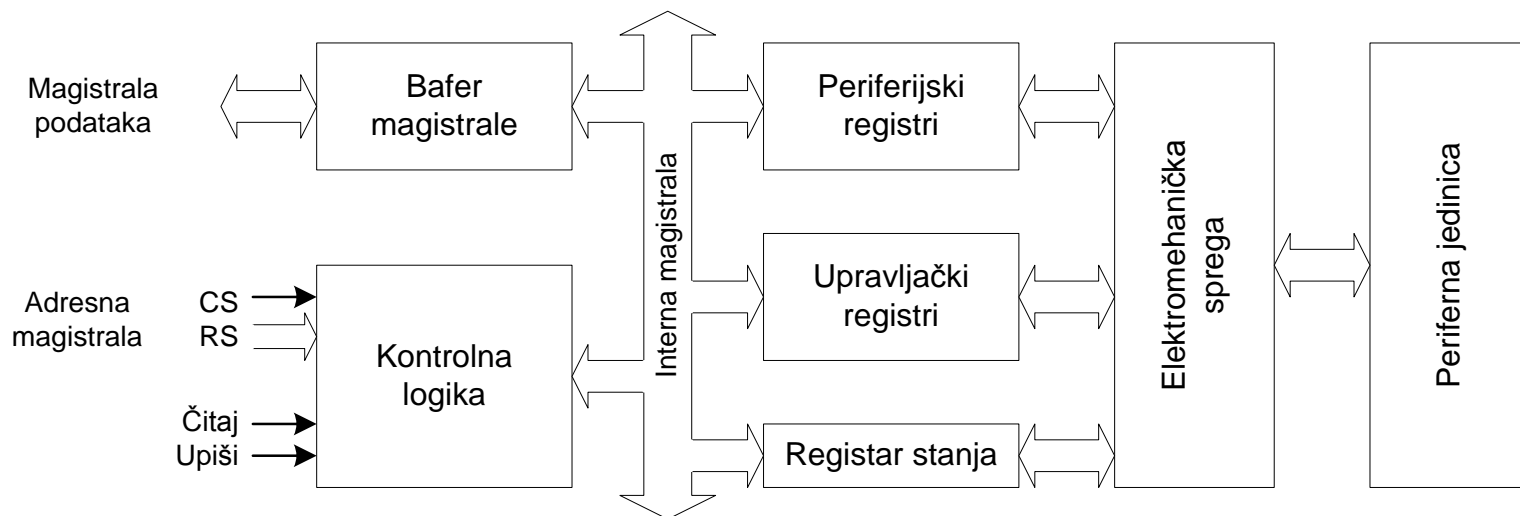 Magistrala
podataka
Bafer
magistrale
Periferijski
registri
Adresna
magistrala
CS
RS
Čitaj
Upiši
Kontrolna
logika
Interna magistrala
Upravljački
registri
Registar stanja
Elektromehanička
sprega
Periferna jedinica